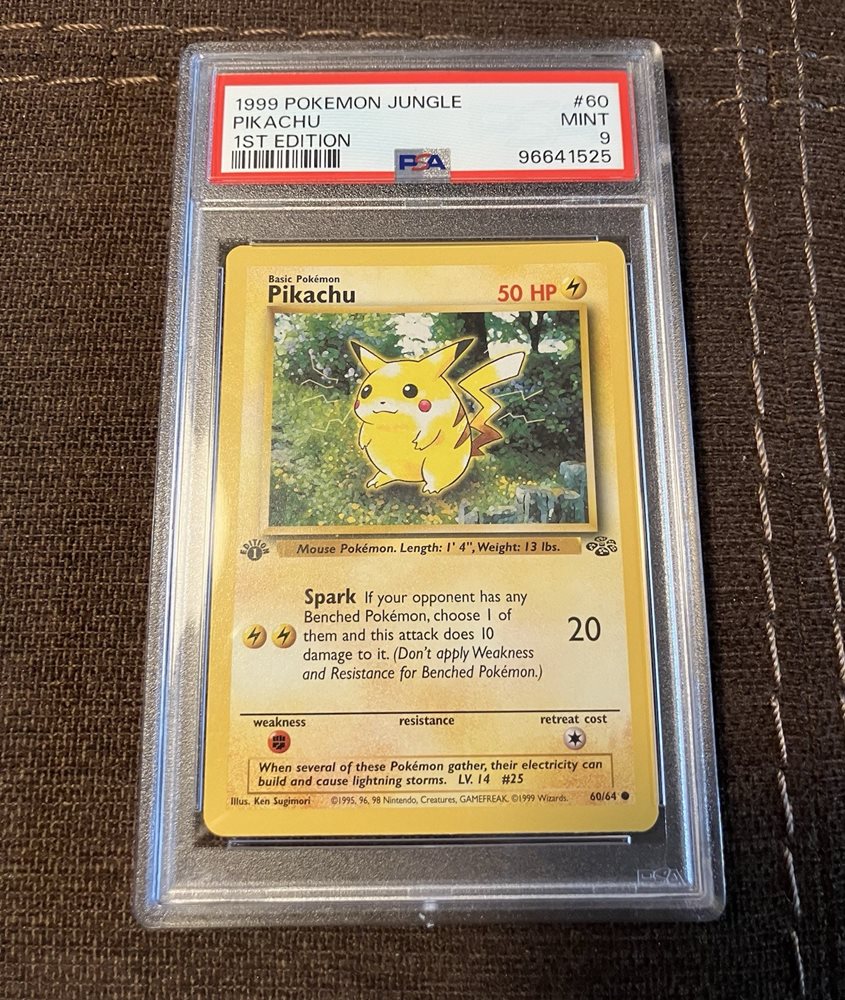 1999 POKEMON JUNGLE #60
PIKACHU MINT
1ST EDITION 9
PSA 96641525
Basic Pokémon
Pikachu 50 HP
EDITION 1
Mouse Pokémon. Length: 1' 4", Weight: 13 lbs.
Spark If your opponent has any
Benched Pokémon, choose 1 of
them and this attack does 10
damage to it. (Don't apply Weakness
and Resistance for Benched Pokémon.)
20
weakness resistance retreat cost
When several of these Pokémon gather, their electricity can
build and cause lightning storms. LV. 14 #25
Illus. Ken Sugimori ©1995, 96, 98 Nintendo, Creatures, GAMEFREAK. ©1999 Wizards. 60/64
PSA